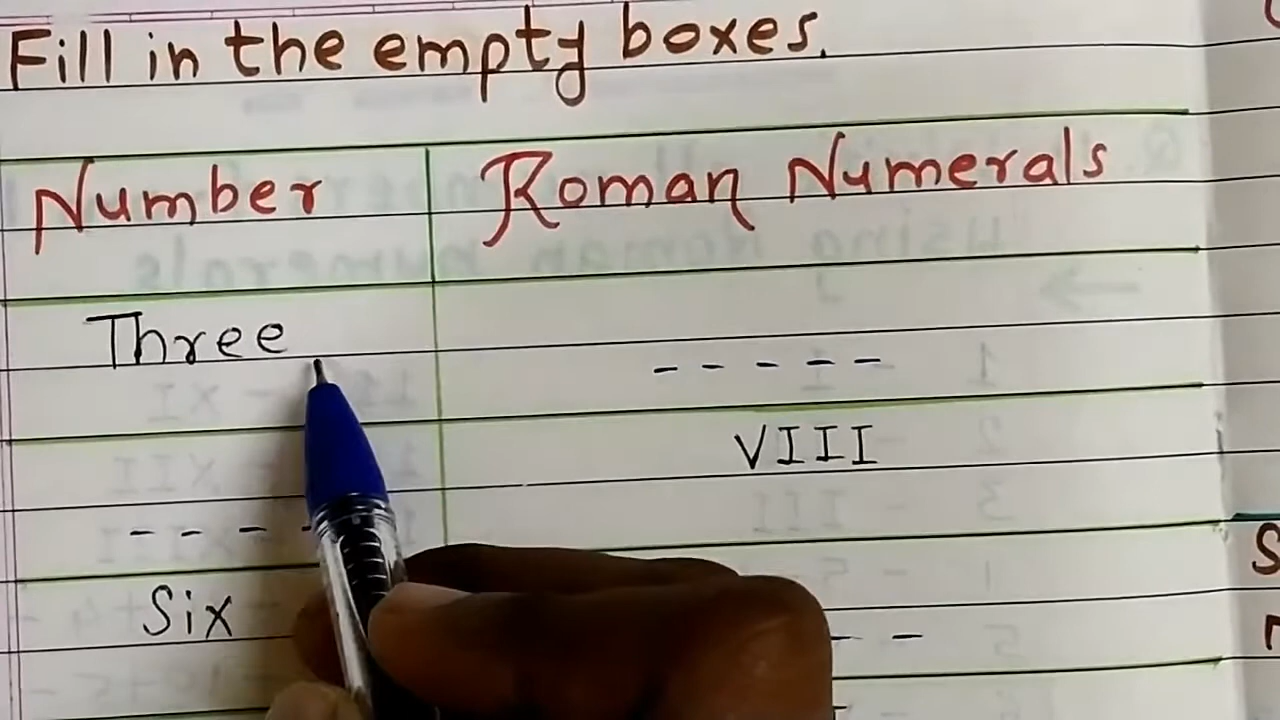 Fill in the empty boxes.
Number Roman Numerals
Three - - - - -
VIII
- - - -
Six - -